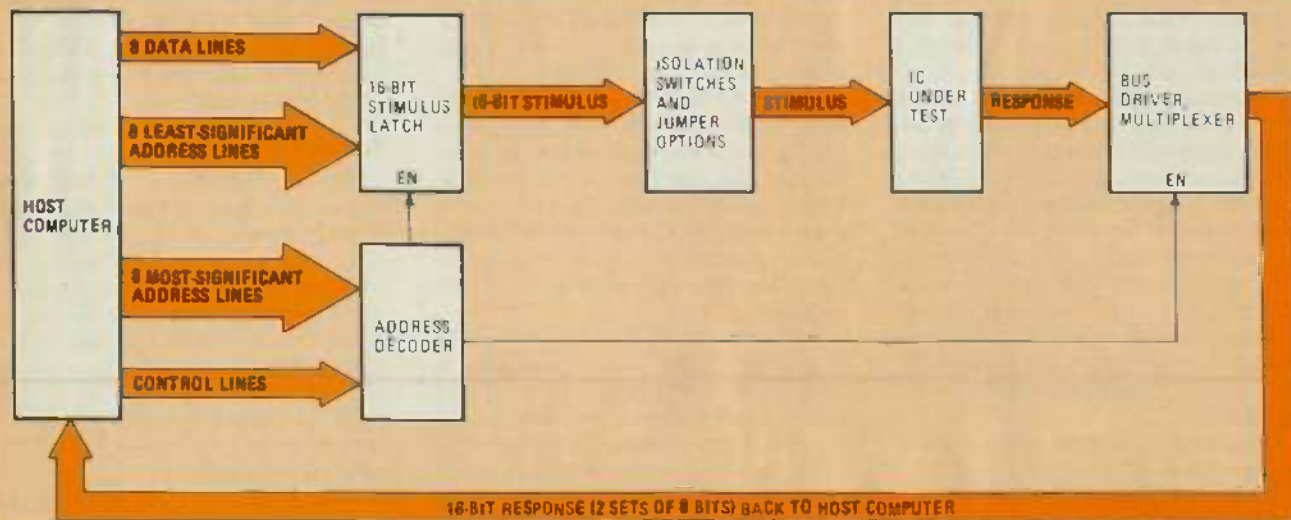 8 DATA LINES
16-BIT
STIMULUS
LATCH
EN
16-BIT STIMULUS
ISOLATION
SWITCHES
AND
JUMPER
OPTIONS
STIMULUS
IC
UNDER
TEST
RESPONSE
BUS
DRIVER,
MULTIPLEXER
EN
8 LEAST-SIGNIFICANT
ADDRESS LINES
HOST
COMPUTER
8 MOST-SIGNIFICANT
ADDRESS LINES
ADDRESS
DECODER
CONTROL LINES
16-BIT RESPONSE (2 SETS OF 8 BITS) BACK TO HOST COMPUTER